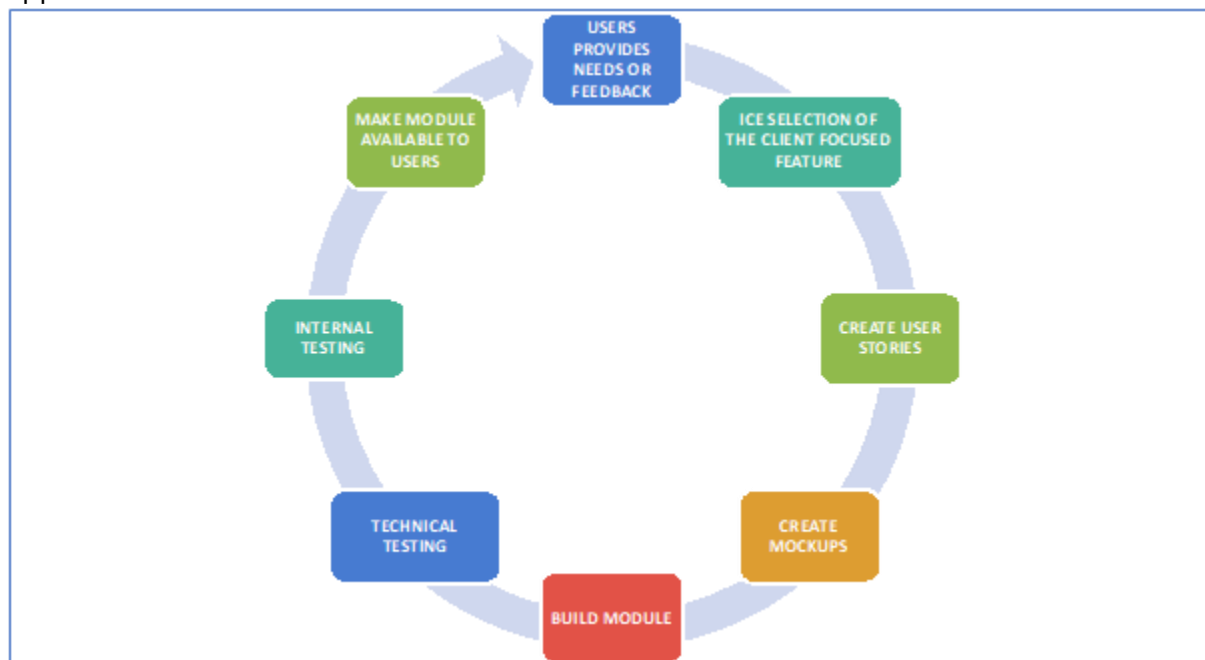 USERS
PROVIDES
NEEDS OR
FEEDBACK
ICE SELECTION OF
THE CLIENT FOCUSED
FEATURE
CREATE USER
STORIES
CREATE
MOCKUPS
BUILD MODULE
TECHNICAL
TESTING
INTERNAL
TESTING
MAKE MODULE
AVAILABLE TO
USERS